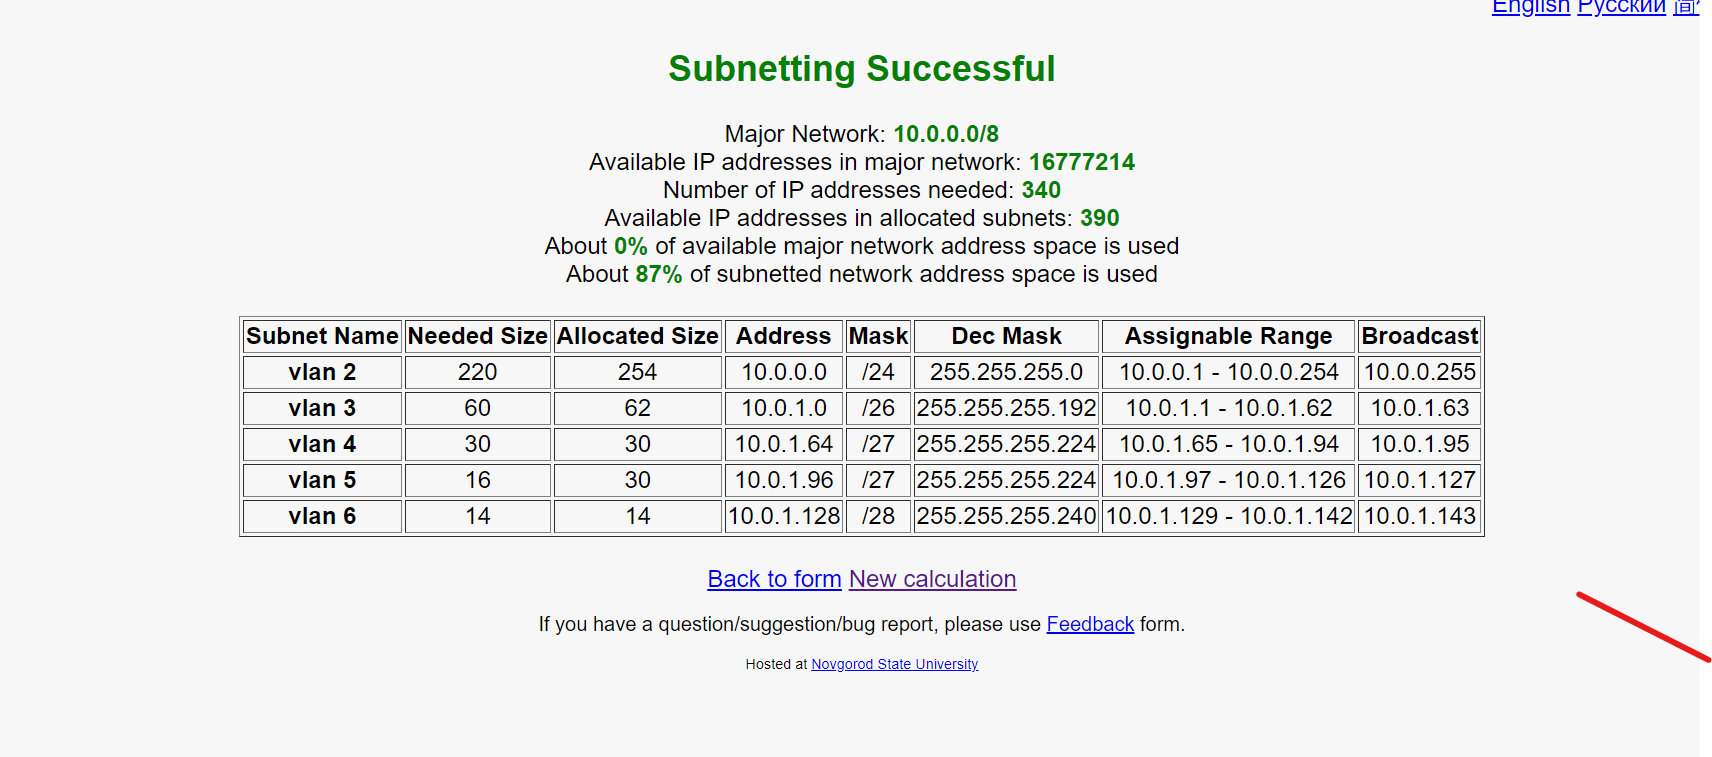 English Русский
Subnetting Successful
Major Network: 10.0.0.0/8
Available IP addresses in major network: 16777214
Number of IP addresses needed: 340
Available IP addresses in allocated subnets: 390
About 0% of available major network address space is used
About 87% of subnetted network address space is used
Subnet Name Needed Size Allocated Size Address Mask Dec Mask Assignable Range Broadcast
vlan 2 220 254 10.0.0.0 /24 255.255.255.0 10.0.0.1 - 10.0.0.254 10.0.0.255
vlan 3 60 62 10.0.1.0 /26 255.255.255.192 10.0.1.1 - 10.0.1.62 10.0.1.63
vlan 4 30 30 10.0.1.64 /27 255.255.255.224 10.0.1.65 - 10.0.1.94 10.0.1.95
vlan 5 16 30 10.0.1.96 /27 255.255.255.224 10.0.1.97 - 10.0.1.126 10.0.1.127
vlan 6 14 14 10.0.1.128 /28 255.255.255.240 10.0.1.129 - 10.0.1.142 10.0.1.143
Back to form New calculation
If you have a question/suggestion/bug report, please use Feedback form.
Hosted at Novgorod State University